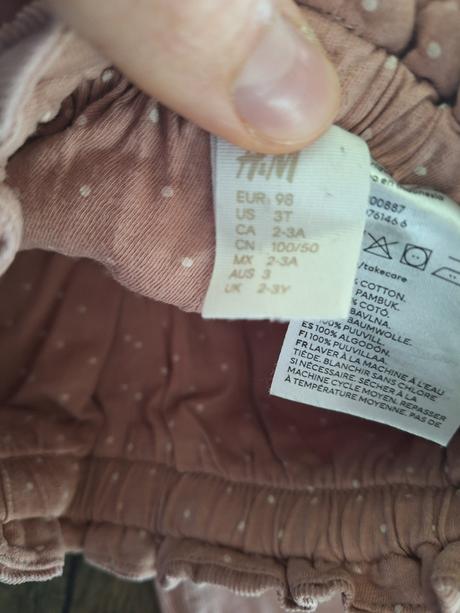 H&M
EUR 98
US 3T
CA 2-3A
CN 100/50
MX 2-3A
AUS 3
UK 2-3Y
00887
76146 6
/takecare
COTTON.
PAMBUK.
COTÓ.
BAVLNA.
BAUMWOLLE.
PUUVILL.
ES 100% ALGODÓN.
FI 100% PUUVILLAA.
FR LAVER À LA MACHINE À L'EAU
TIÈDE. BLANCHIR SANS CHLORE
SI NÉCESSAIRE. SÉCHER À LA
MACHINE CYCLE MOYEN. REPASSER
À TEMPÉRATURE MOYENNE. PAS DE